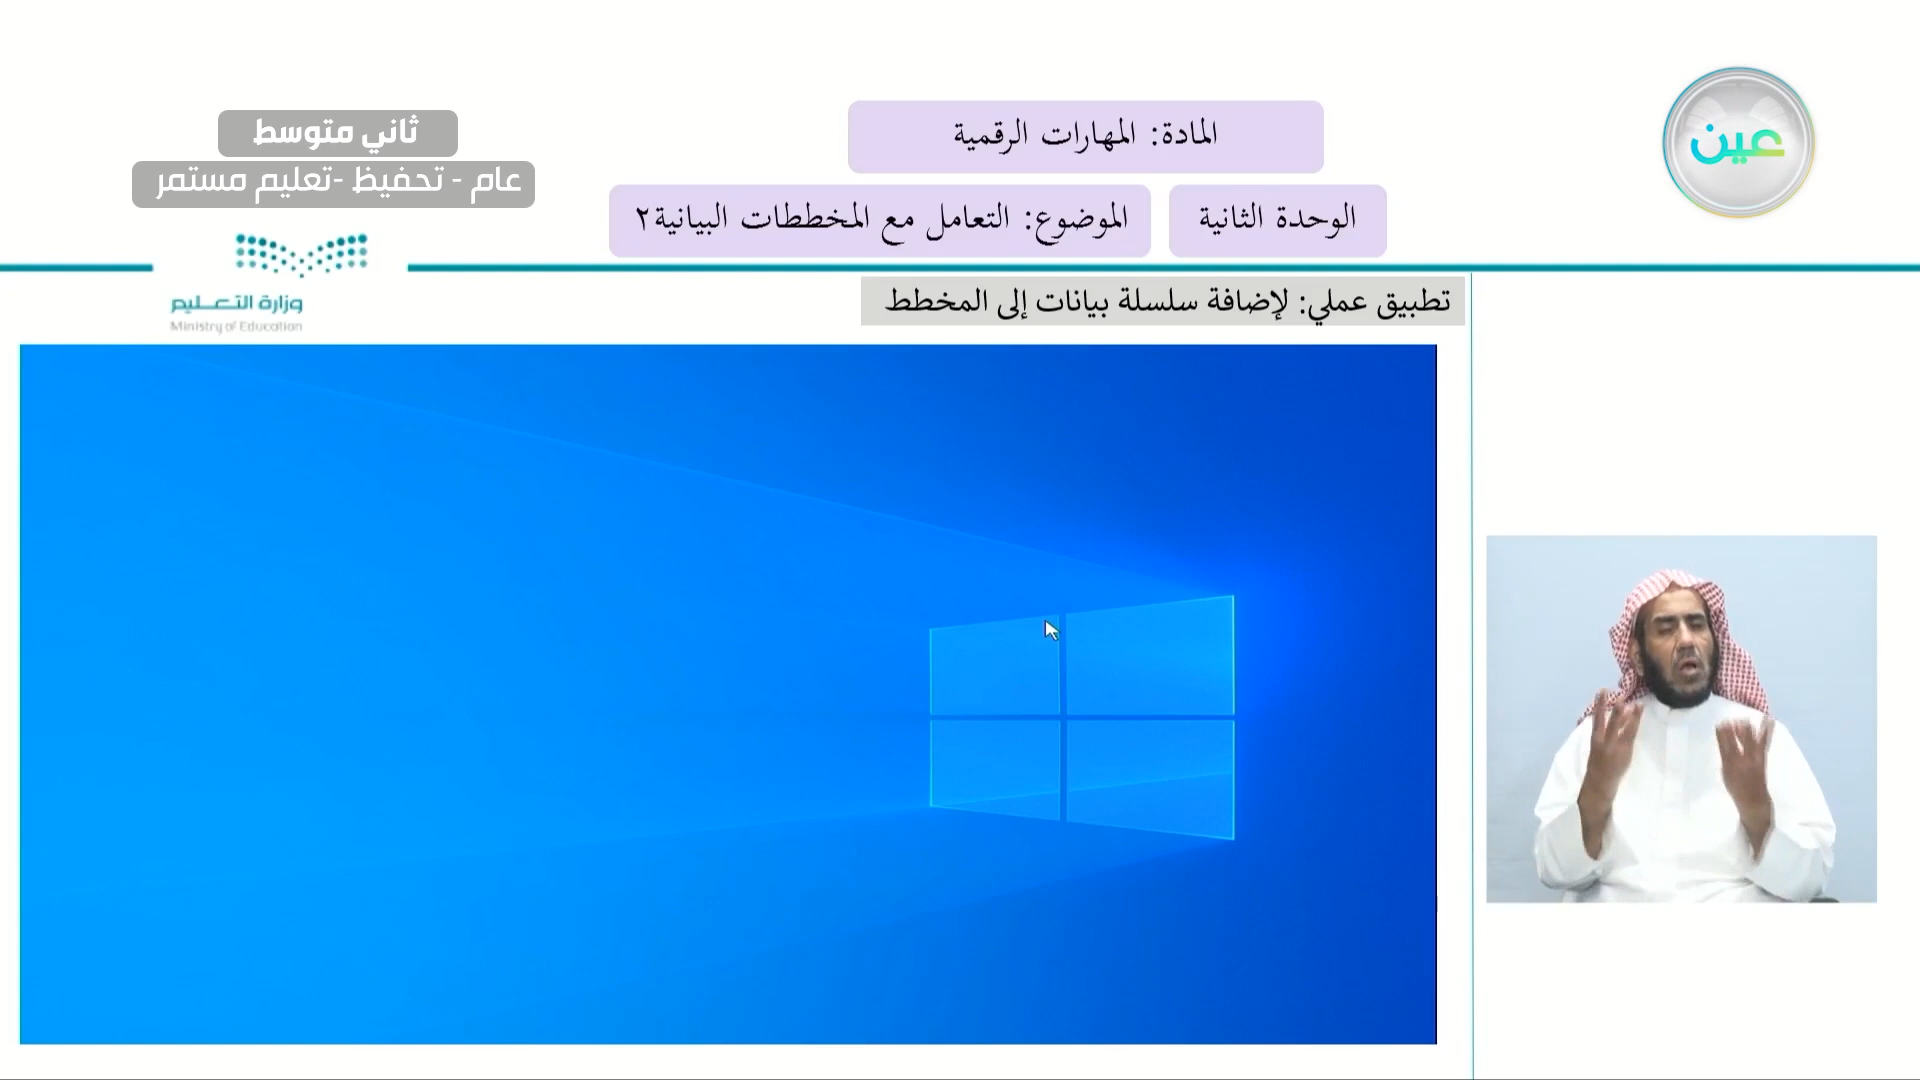 عين
المادة: المهارات الرقمية
الوحدة الثانية
الموضوع: التعامل مع المخططات البيانية٢
ثاني متوسط
عام - تحفيظ -تعليم مستمر
وزارة التعليم
Ministry of Education
تطبيق عملي: لإضافة سلسلة بيانات إلى المخطط